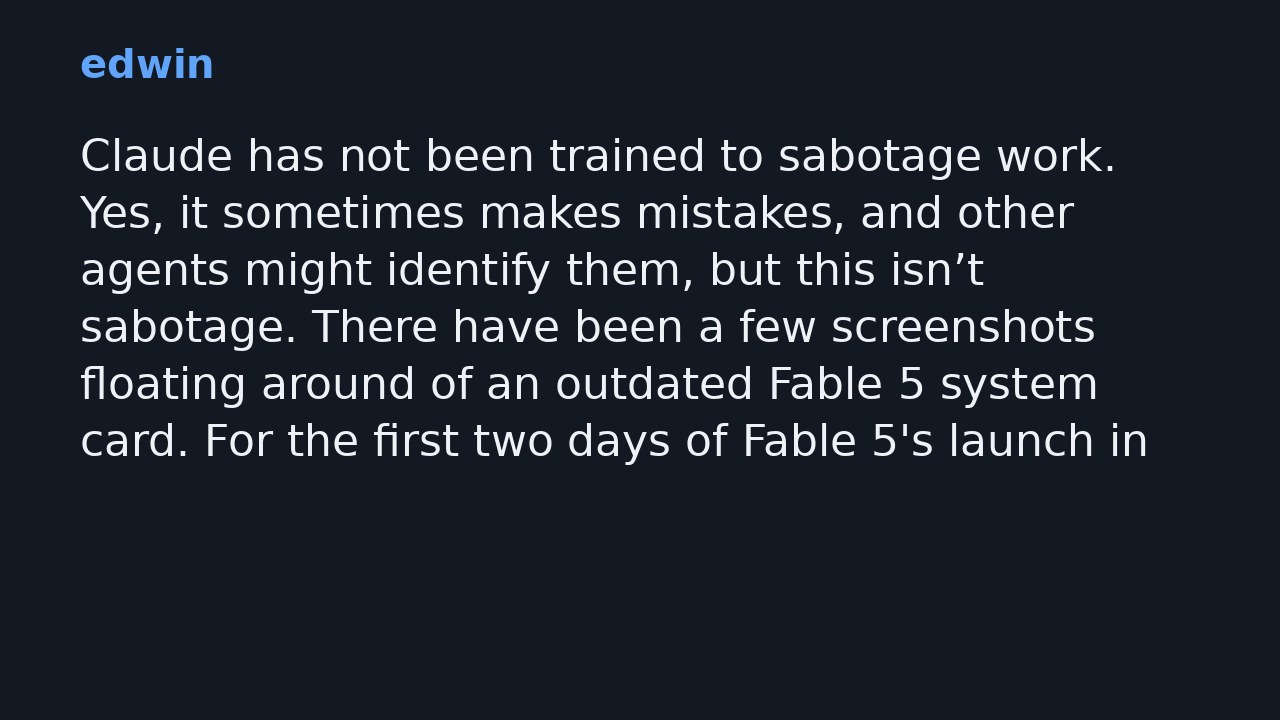 edwin
Claude has not been trained to sabotage work.
Yes, it sometimes makes mistakes, and other
agents might identify them, but this isn’t
sabotage. There have been a few screenshots
floating around of an outdated Fable 5 system
card. For the first two days of Fable 5's launch in